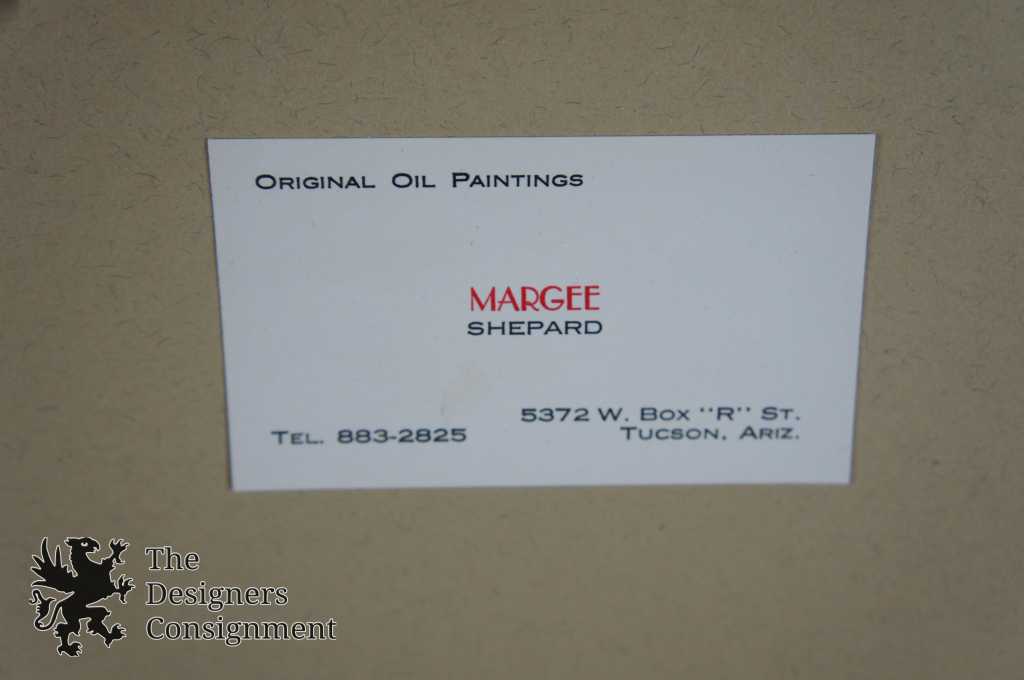 Original Oil Paintings
MARGEE
SHEPARD
Tel. 883-2825
5372 W. Box "R" St.
Tucson, Ariz.
The
Designers
Consignment